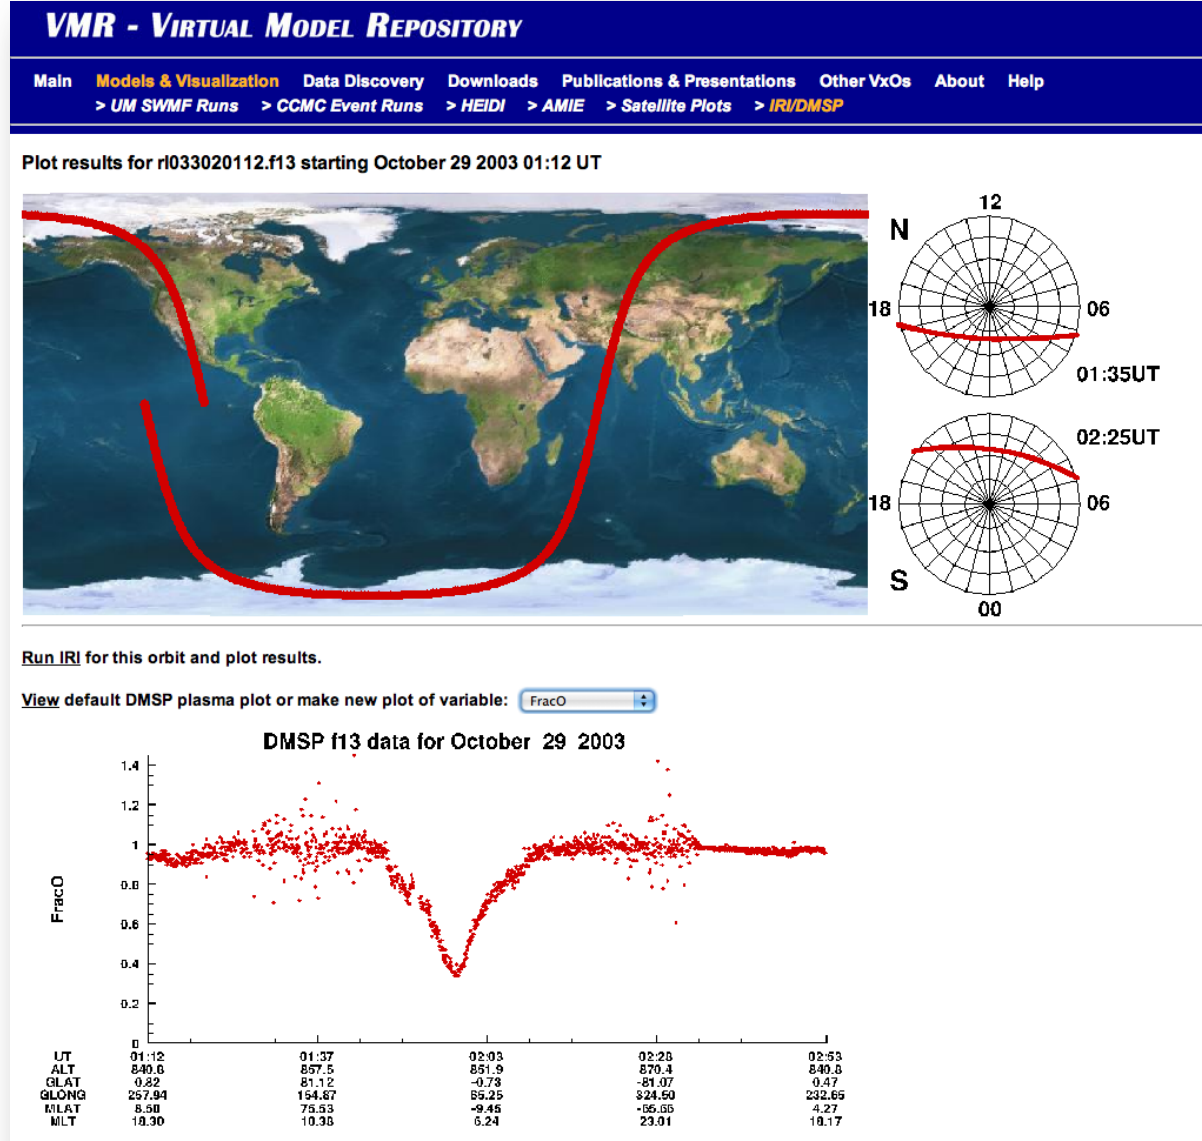 VMR - VIRTUAL MODEL REPOSITORY
Main Models & Visualization Data Discovery Downloads Publications & Presentations Other VxOs About Help
> UM SWMF Runs > CCMC Event Runs > HEIDI > AMIE > Satellite Plots > IRI/DMSP
Plot results for rl033020112.f13 starting October 29 2003 01:12 UT
12
N
18 06
01:35UT
02:25UT
18 06
S
00
Run IRI for this orbit and plot results.
View default DMSP plasma plot or make new plot of variable: FracO
DMSP f13 data for October 29 2003
1.4
1.2
1
0.8
FracO
0.6
0.4
0.2
0
UT 01:12 01:37 02:03 02:28 02:53
ALT 840.6 857.5 851.9 870.4 840.8
GLAT 0.82 81.12 -0.73 -81.07 0.47
GLONG 257.94 164.87 65.25 324.50 232.65
MLAT 8.50 75.53 -9.45 -65.66 4.27
MLT 18.30 10.38 6.24 23.01 18.17